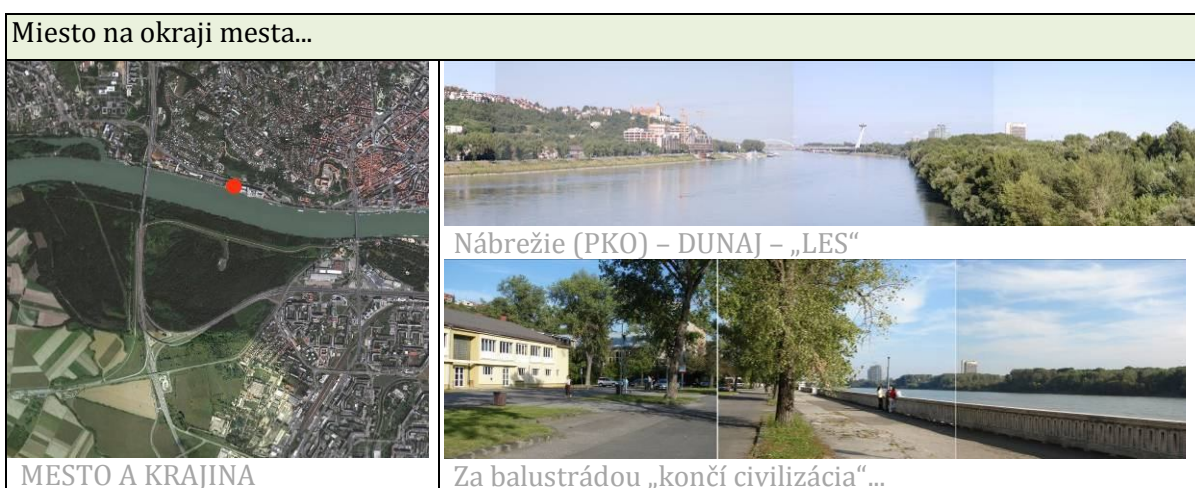 Miesto na okraji mesta...
Nábrežie (PKO) – DUNAJ – „LES“
MESTO A KRAJINA
Za balustrádou „končí civilizácia“...